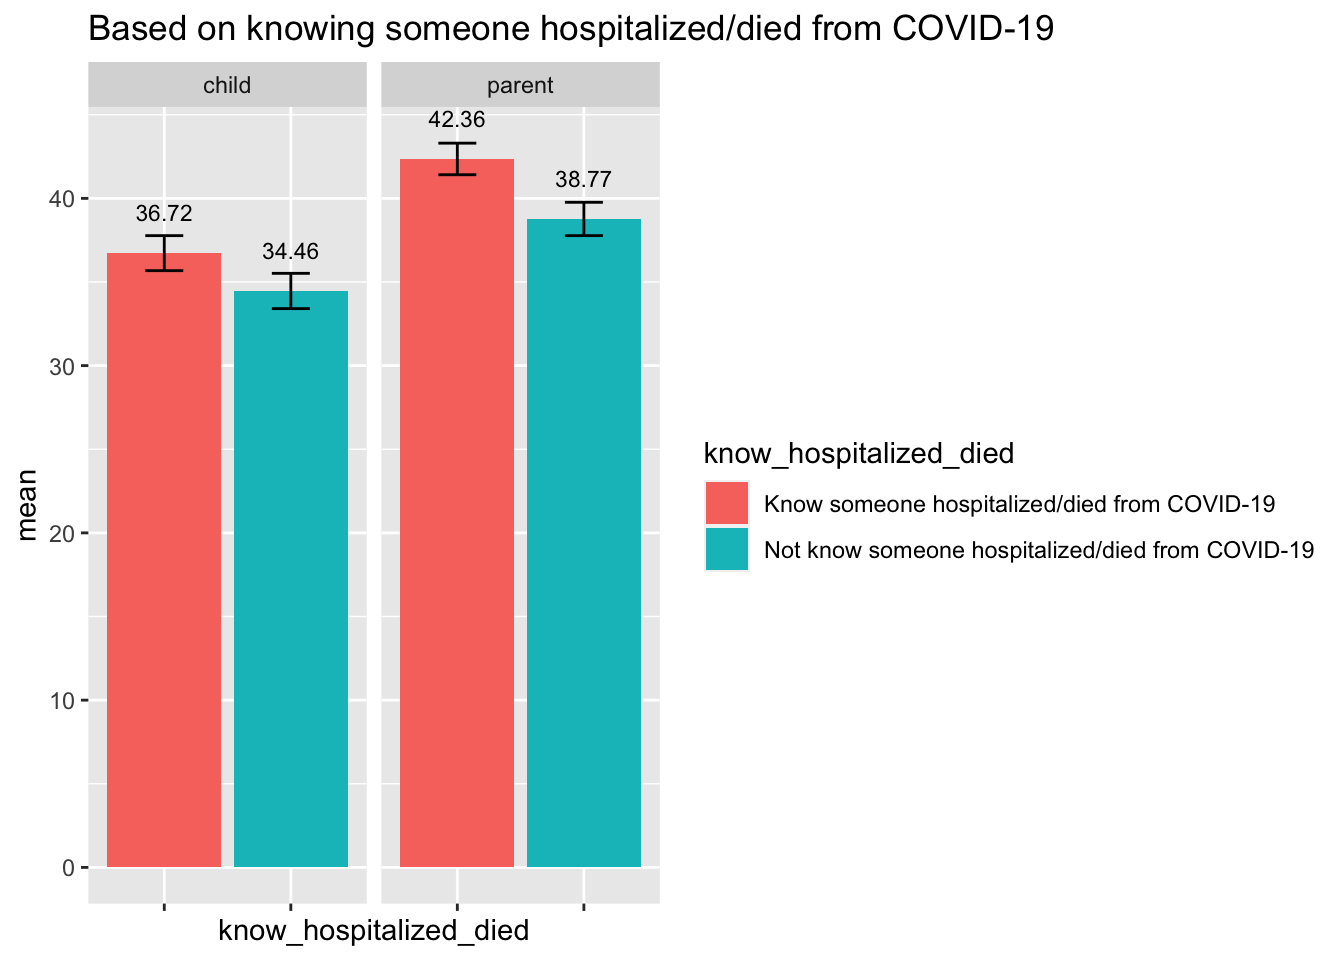 Based on knowing someone hospitalized/died from COVID-19
child
parent
42.36
38.77
36.72
34.46
40
30
20
10
0
mean
know_hospitalized_died
know_hospitalized_died
Know someone hospitalized/died from COVID-19
Not know someone hospitalized/died from COVID-19